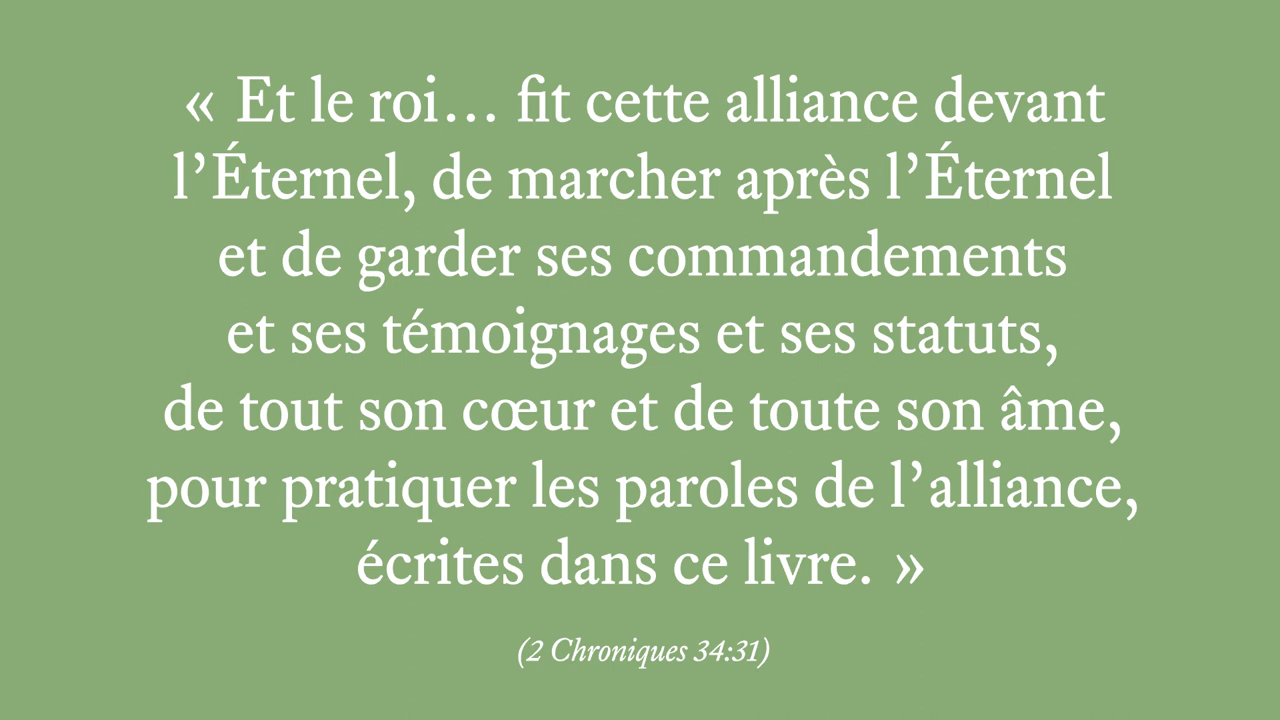 « Et le roi… fit cette alliance devant
l’Éternel, de marcher après l’Éternel
et de garder ses commandements
et ses témoignages et ses statuts,
de tout son cœur et de toute son âme,
pour pratiquer les paroles de l’alliance,
écrites dans ce livre. »
(2 Chroniques 34:31)